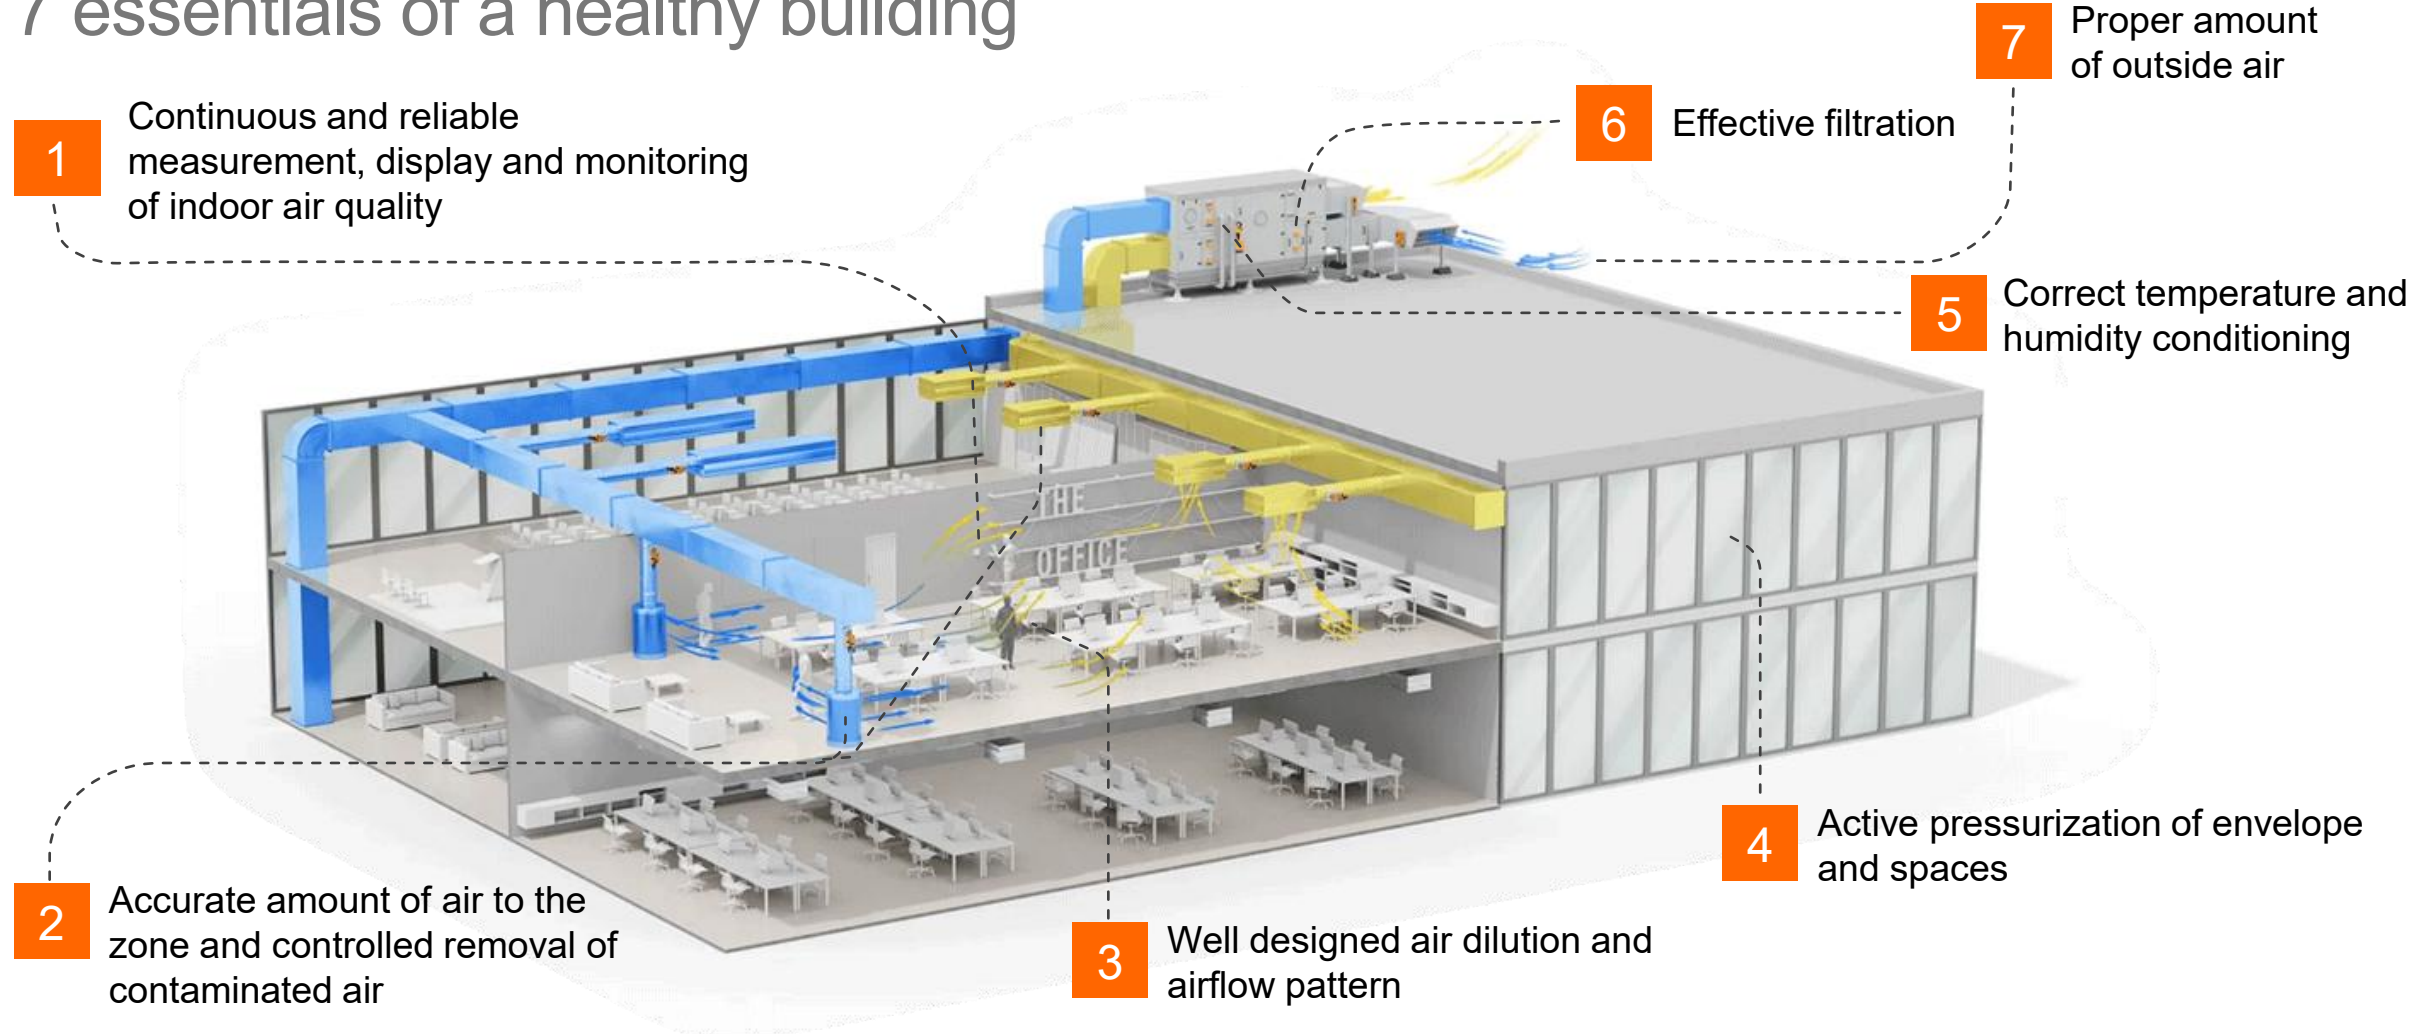 7 essentials of a healthy building
1
Continuous and reliable
measurement, display and monitoring
of indoor air quality
6
Effective filtration
7
Proper amount
of outside air
5
Correct temperature and
humidity conditioning
THE
OFFICE
4
Active pressurization of envelope
and spaces
2
Accurate amount of air to the
zone and controlled removal of
contaminated air
3
Well designed air dilution and
airflow pattern